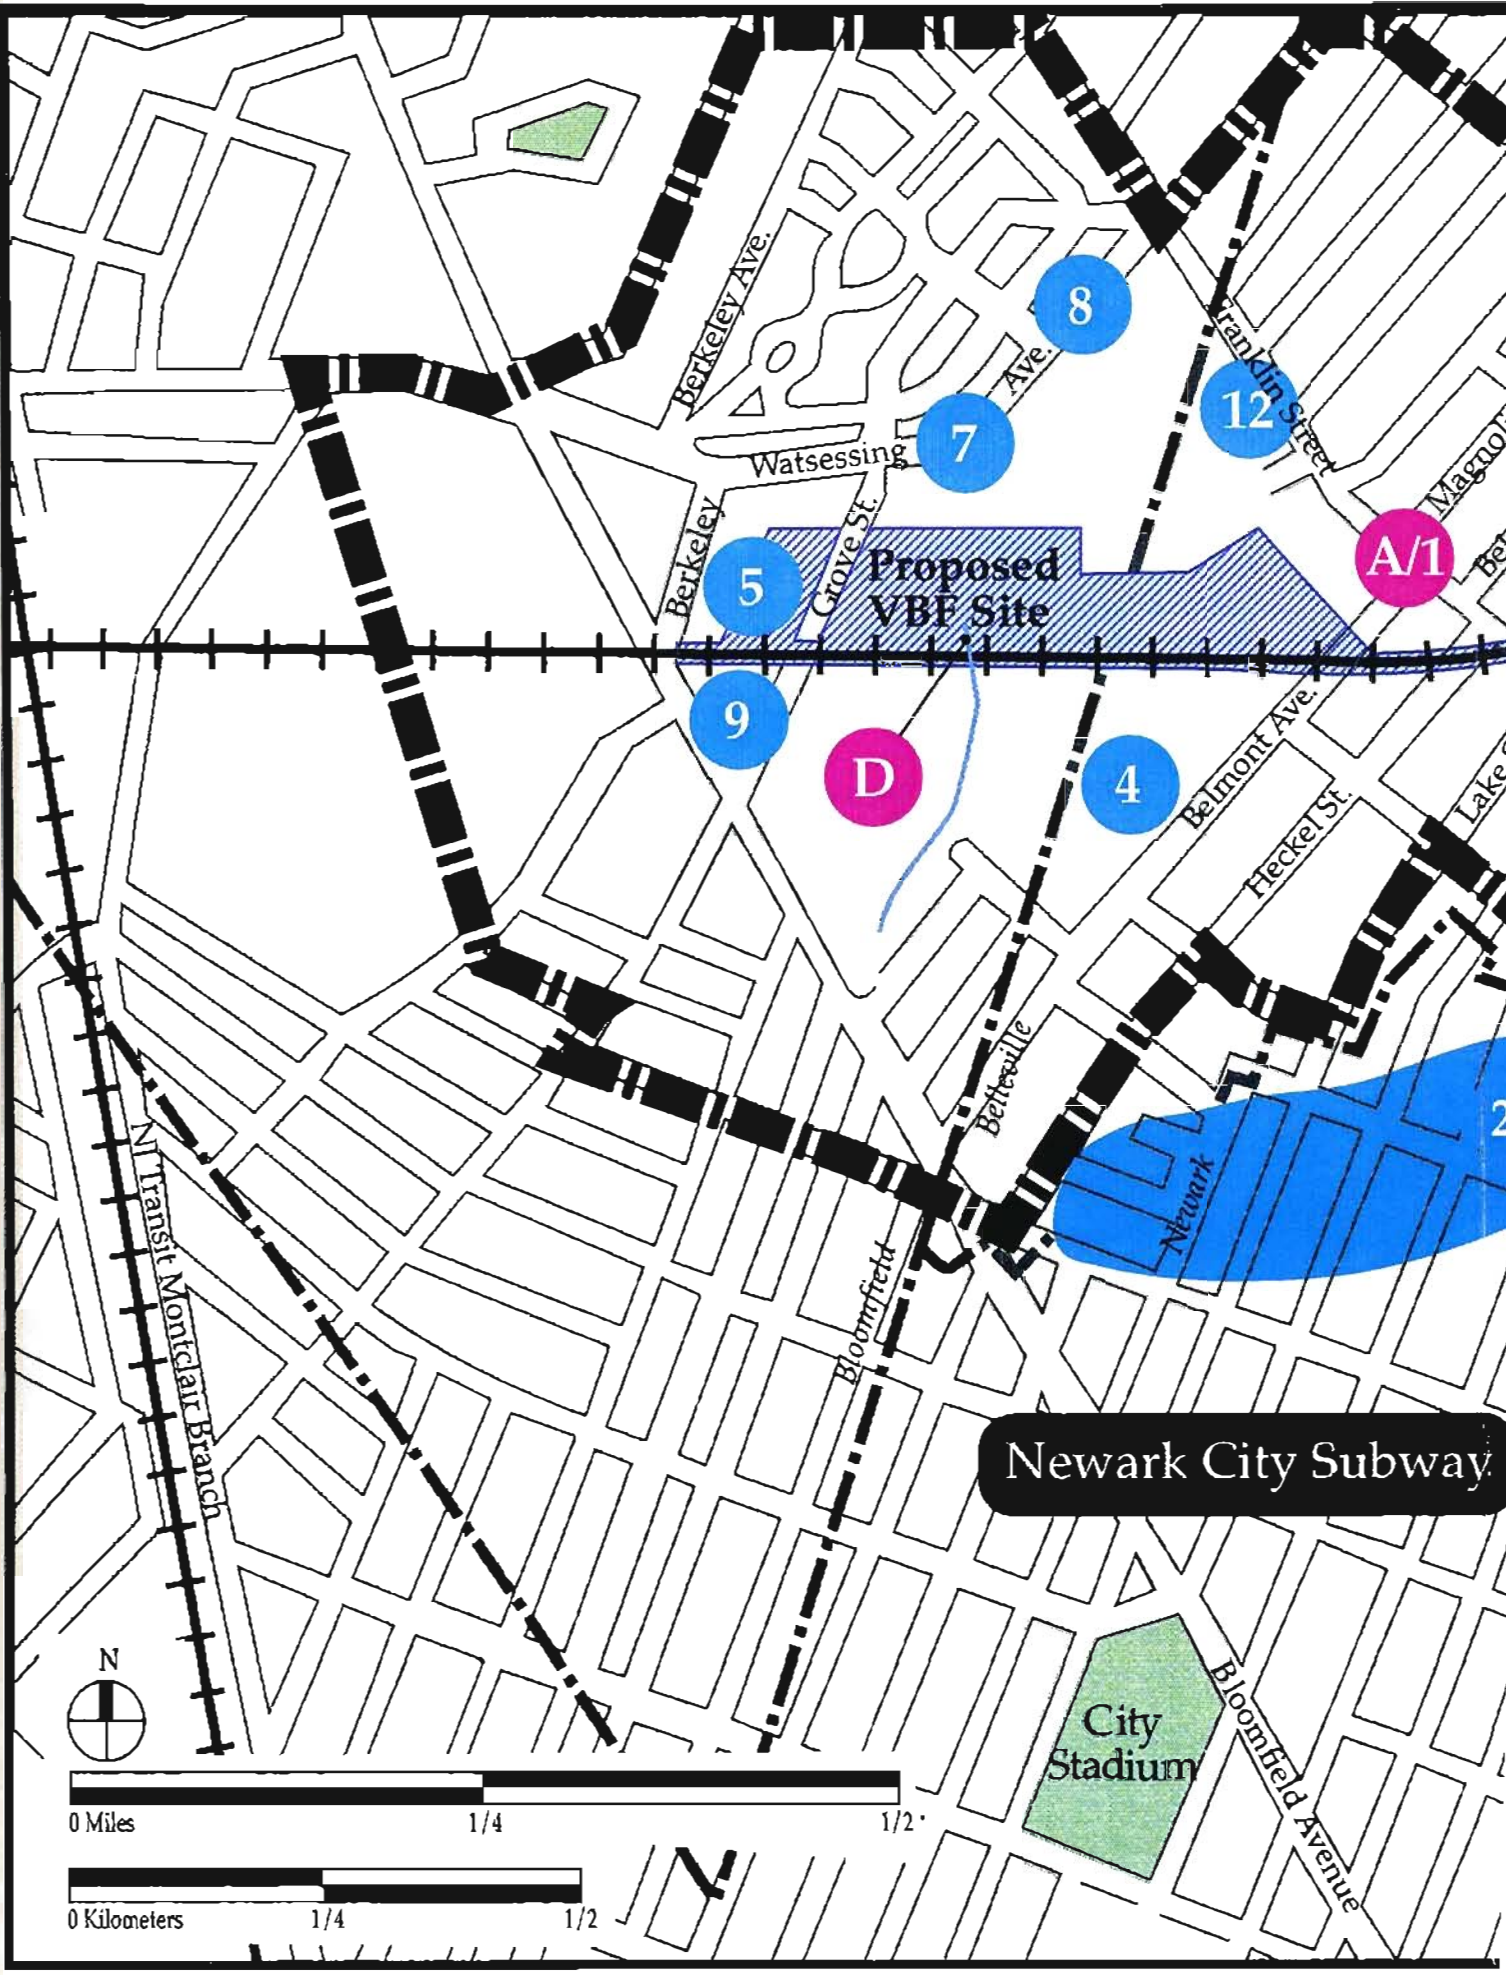 Berkeley Ave.
8
Ave.
Franklin Street
12
7
Watsessing
Berkeley
Grove St.
5
Proposed
VBF Site
A/1
9
D
4
Belmont Ave.
Heckel St.
Lake
Belleville
2
Newark
NJ Transit Montclair Branch
Bloomfield
Newark City Subway
City
Stadium
Bloomfield Avenue
N
0 Miles
1/4
1/2
0 Kilometers
1/4
1/2